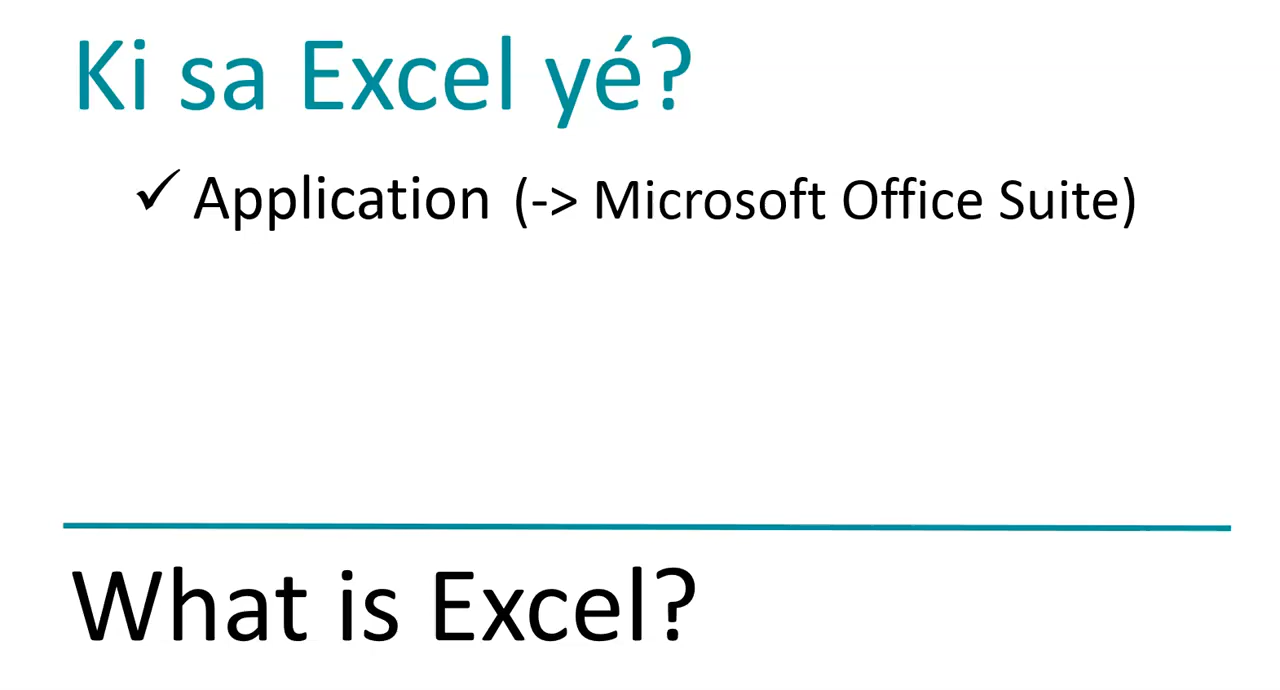 Ki sa Excel yé?
✓ Application (-> Microsoft Office Suite)
What is Excel?